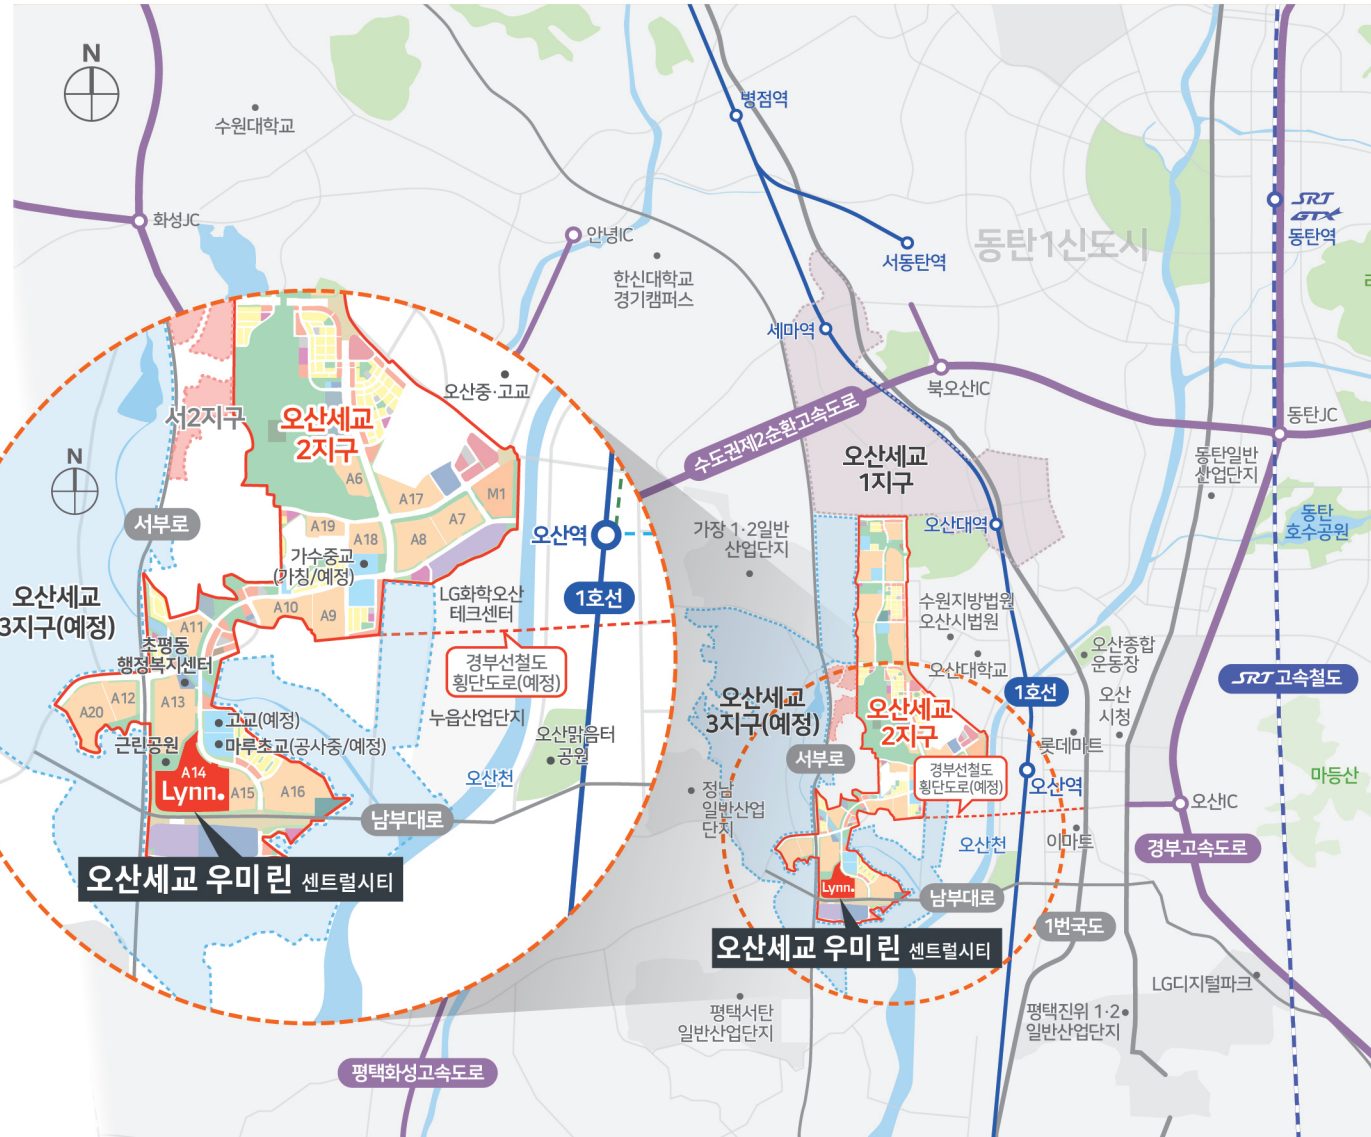 N
수원대학교
화성JC
안녕IC
한신대학교
경기캠퍼스
병점역
서동탄역
동탄1신도시
SRT
GTX
동탄역
세마역
북오산IC
동탄JC
수도권제2순환고속도로
오산세교
1지구
오산대역
동탄일반
산업단지
동탄
호수공원
가장 1·2일반
산업단지
수원지방법원
오산시법원
오산대학교
오산종합
운동장
오산
시청
1호선
SRT 고속철도
오산세교
3지구(예정)
오산세교
2지구
서부로
롯데마트
경부선철도
횡단도로(예정)
오산역
정남
일반산업
단지
오산천
이마트
오산IC
마등산
경부고속도로
Lynn.
남부대로
1번국도
오산세교 우미린 센트럴시티
LG디지털파크
평택서탄
일반산업단지
평택진위 1·2
일반산업단지
평택화성고속도로
오산중·고교
서2지구
오산세교
2지구
N
A6
A17
M1
A7
A19
A18
A8
서부로
오산역
가수중교
(가칭/예정)
LG화학오산
테크센터
1호선
오산세교
3지구(예정)
A10
A9
A11
초평동
행정복지센터
경부선철도
횡단도로(예정)
A20
A12
A13
고교(예정)
마루초교(공사중/예정)
누읍산업단지
오산맑음터
공원
근린공원
A14
Lynn.
A15
A16
오산천
남부대로
오산세교 우미린 센트럴시티